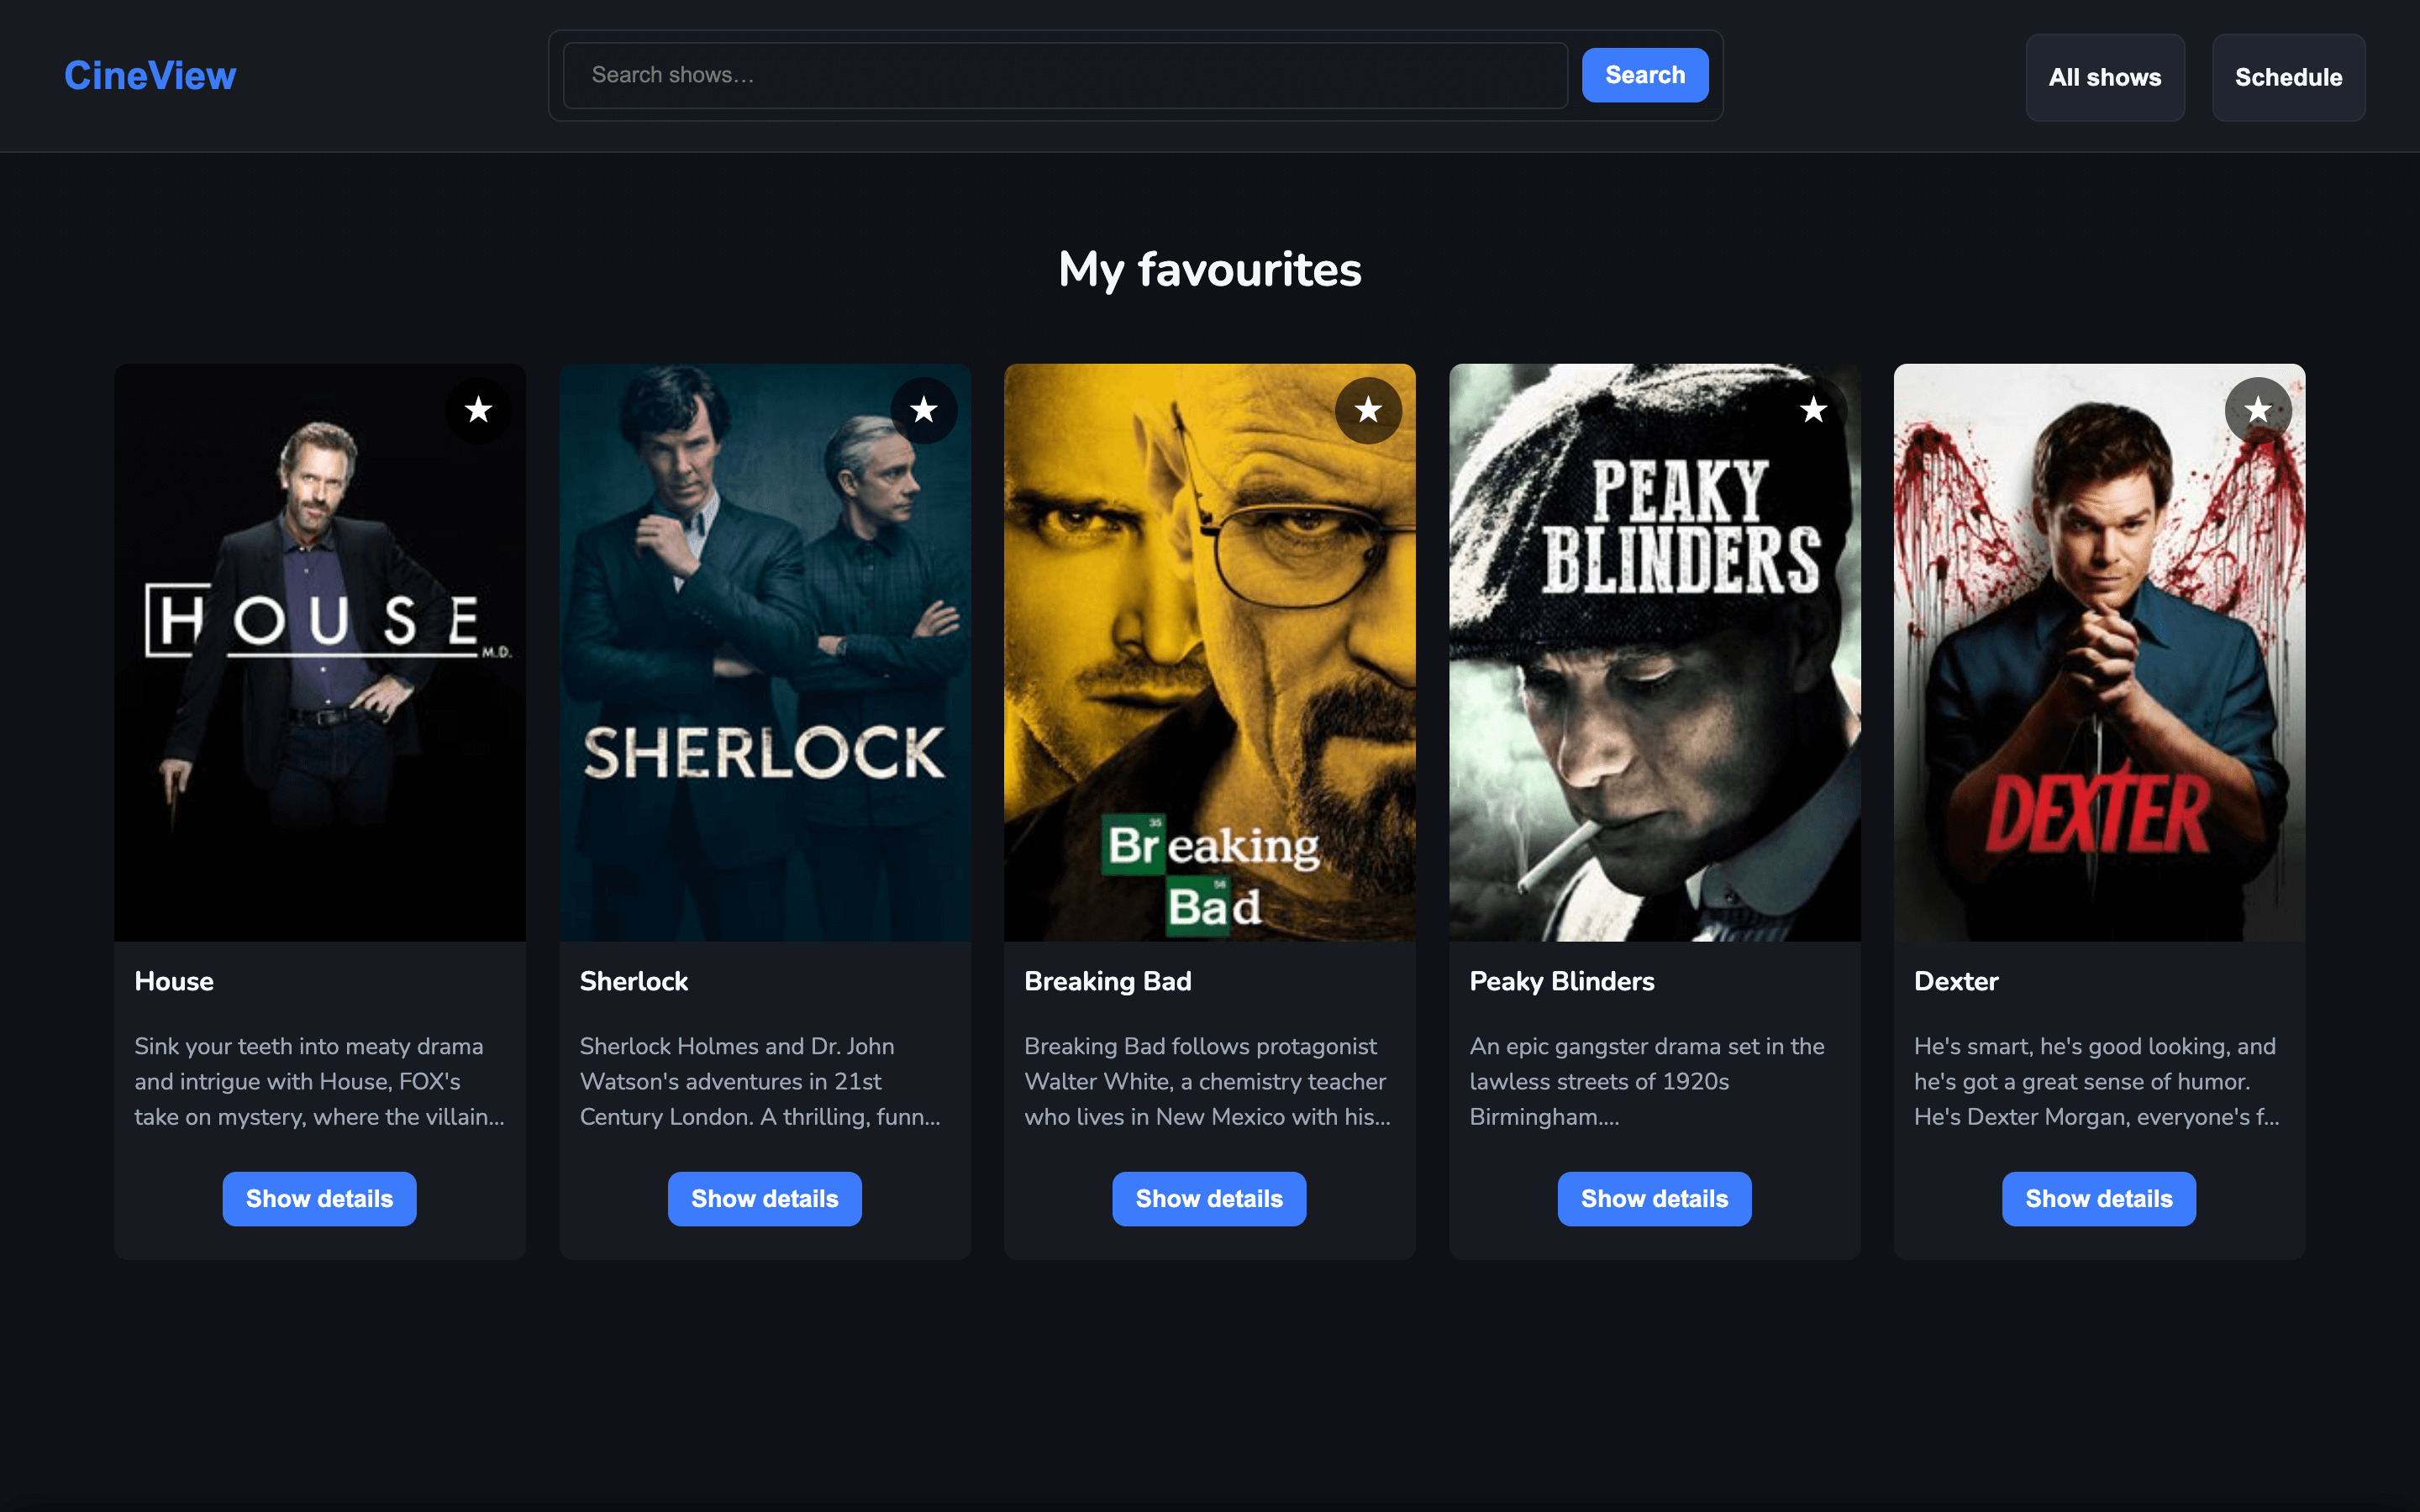 CineView
Search shows...
Search
All shows
Schedule
My favourites
★
★
★
★
★
HOUSE
M.D.
SHERLOCK
35
Breaking
56
Bad
PEAKY
BLINDERS
DEXTER
House
Sink your teeth into meaty drama
and intrigue with House, FOX's
take on mystery, where the villain...
Show details
Sherlock
Sherlock Holmes and Dr. John
Watson's adventures in 21st
Century London. A thrilling, funn...
Show details
Breaking Bad
Breaking Bad follows protagonist
Walter White, a chemistry teacher
who lives in New Mexico with his...
Show details
Peaky Blinders
An epic gangster drama set in the
lawless streets of 1920s
Birmingham....
Show details
Dexter
He's smart, he's good looking, and
he's got a great sense of humor.
He's Dexter Morgan, everyone's f...
Show details